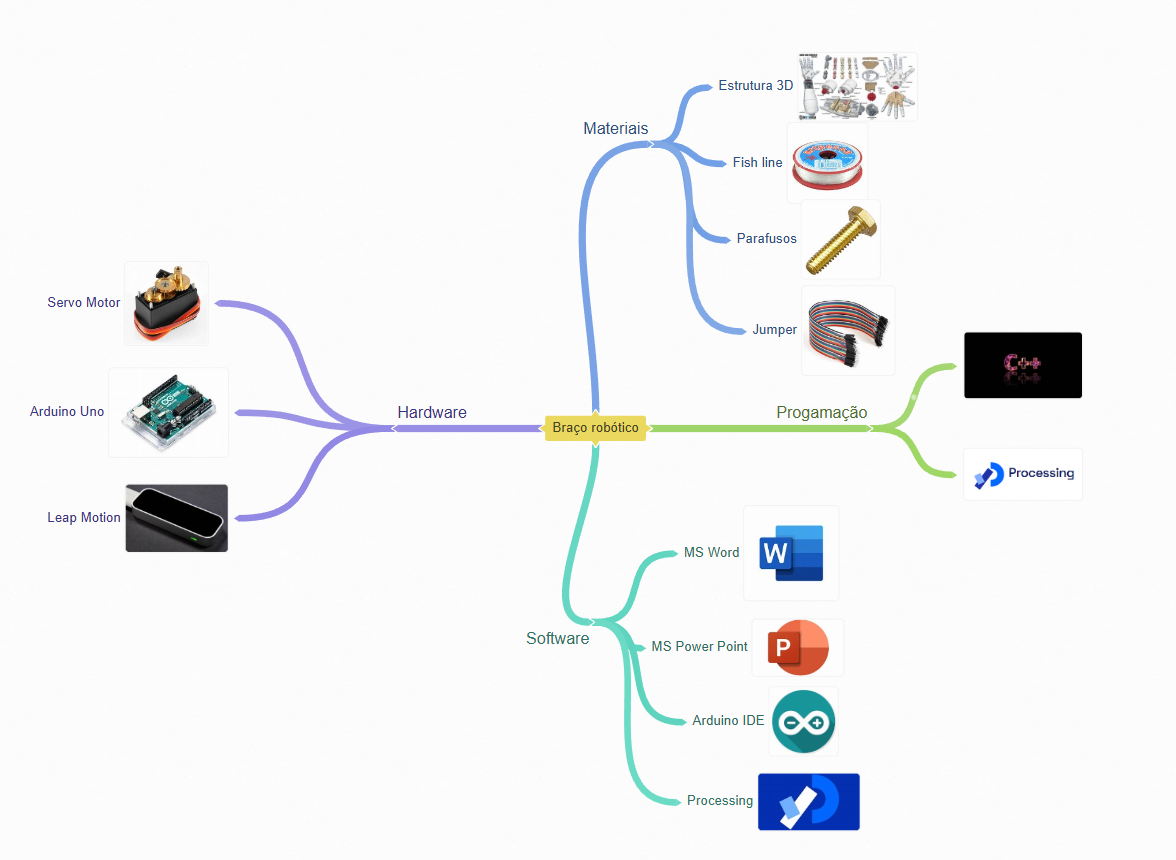 Materiais
Estrutura 3D
Fish line
Parafusos
Jumper
Servo Motor
Arduino Uno
Leap Motion
Hardware
Braço robótico
Progamação
C++
Processing
Software
MS Word
W
MS Power Point
P
Arduino IDE
Processing